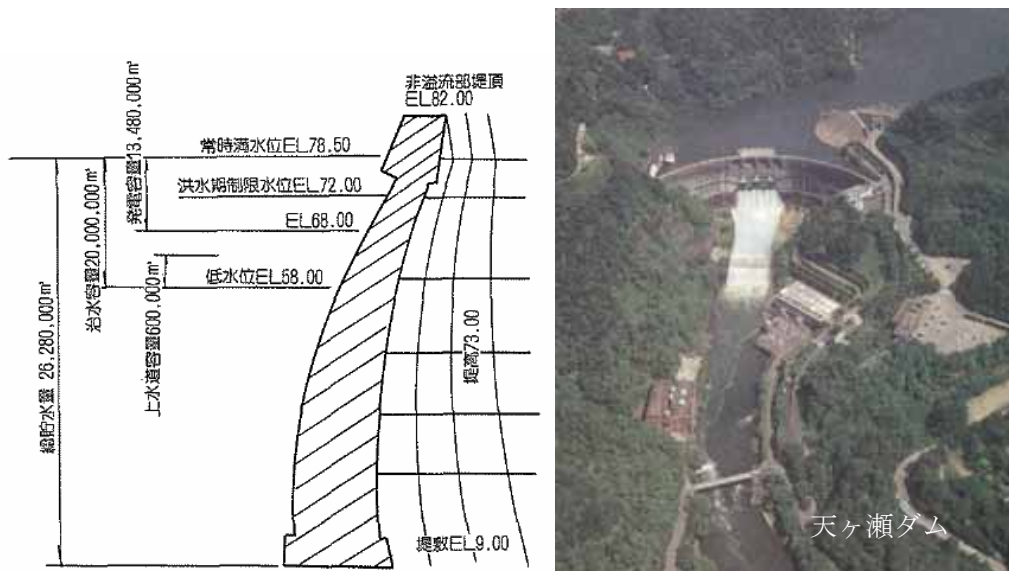 非溢流部堤頂
EL82.00
常時満水位EL78.50
洪水期制限水位EL72.00
EL68.00
低水位EL58.00
発電容量13.480.000㎥
治水容量20.000.000㎥
上水道容量600.000㎥
総貯水量 26.280.000㎥
堤高73.00
堤敷EL9.00
天ヶ瀬ダム